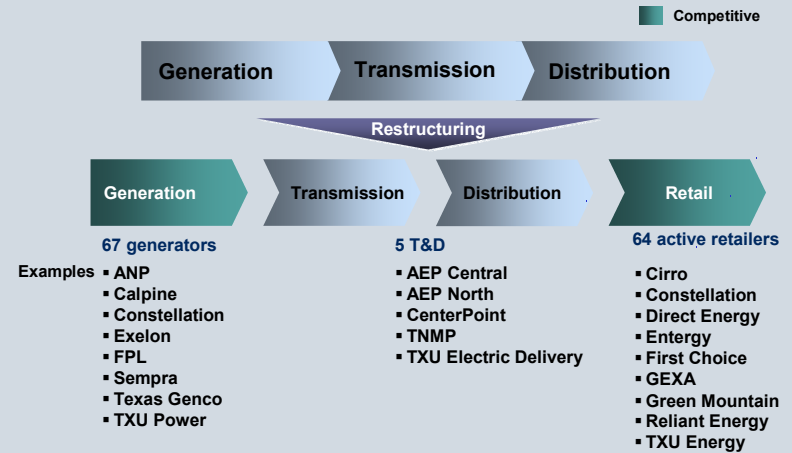 Competitive
Generation
Transmission
Distribution
Restructuring
Generation
Transmission
Distribution
Retail
67 generators
5 T&D
64 active retailers
Examples
▪ ANP
▪ Calpine
▪ Constellation
▪ Exelon
▪ FPL
▪ Sempra
▪ Texas Genco
▪ TXU Power
▪ AEP Central
▪ AEP North
▪ CenterPoint
▪ TNMP
▪ TXU Electric Delivery
▪ Cirro
▪ Constellation
▪ Direct Energy
▪ Entergy
▪ First Choice
▪ GEXA
▪ Green Mountain
▪ Reliant Energy
▪ TXU Energy